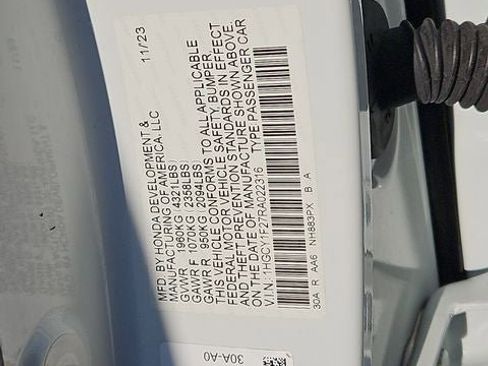 11/23
MFD. BY HONDA DEVELOPMENT &
MANUFACTURING OF AMERICA, LLC
GVWR 1960KG (4321LBS)
GAWR F 1070KG (2358LBS)
GAWR R 950KG (2094LBS)
THIS VEHICLE CONFORMS TO ALL APPLICABLE
FEDERAL MOTOR VEHICLE SAFETY, BUMPER,
AND THEFT PREVENTION STANDARDS IN EFFECT
ON THE DATE OF MANUFACTURE SHOWN ABOVE.
V.I.N.: 1HGCY1F27RA022316 TYPE: PASSENGER CAR
30A R AA6 NH883PX B A
30A-A0